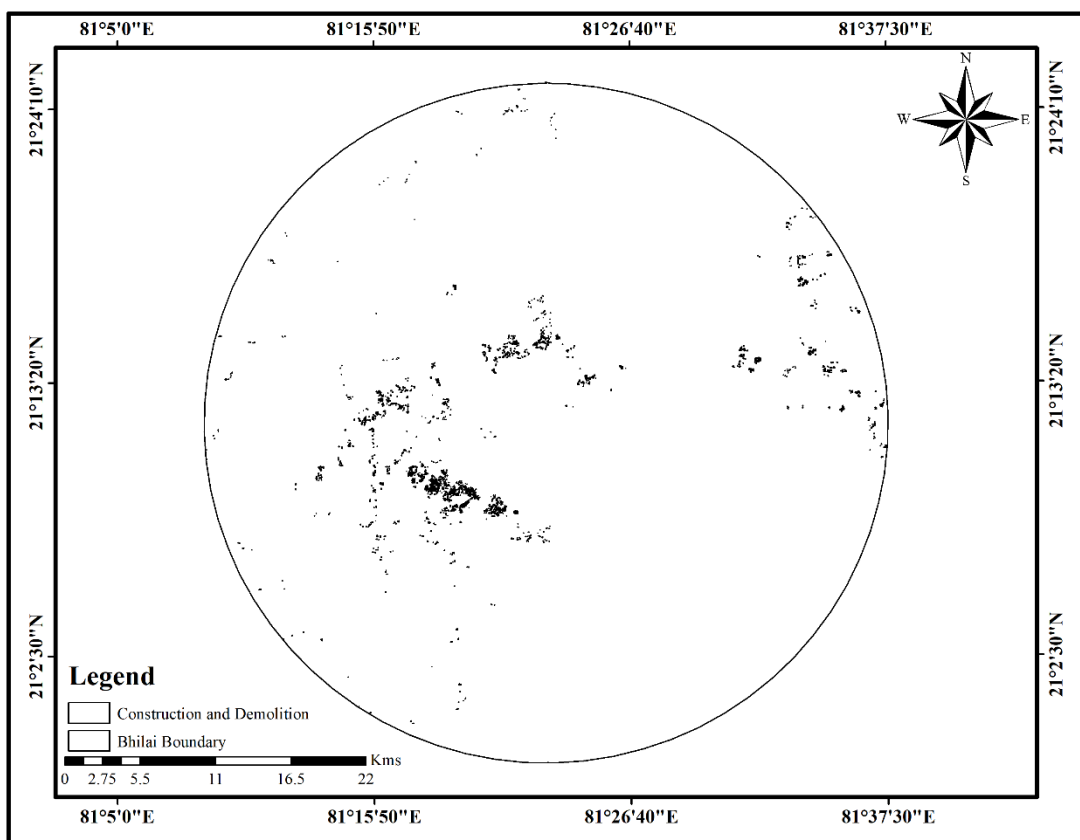 81°5'0"E 81°15'50"E 81°26'40"E 81°37'30"E
N
W E
S
21°24'10"N 21°24'10"N
21°13'20"N 21°13'20"N
21°2'30"N 21°2'30"N
Legend
Construction and Demolition
Bhilai Boundary
Kms
0 2.75 5.5 11 16.5 22
81°5'0"E 81°15'50"E 81°26'40"E 81°37'30"E